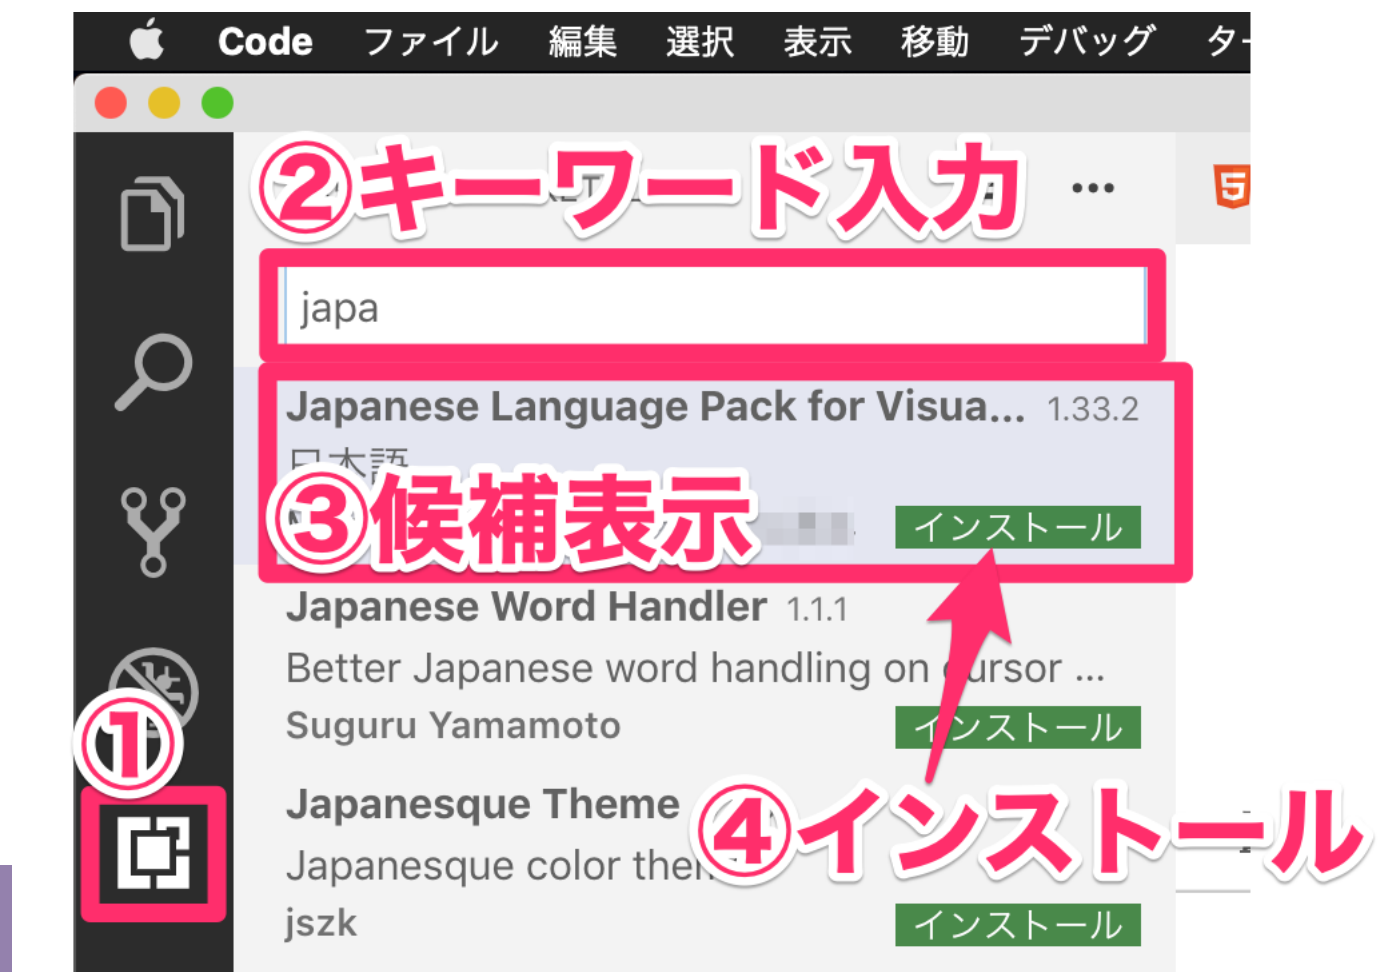 Code ファイル 編集 選択 表示 移動 デバッグ
②キーワード入力
japa
Japanese Language Pack for Visua... 1.33.2
日本語
③候補表示
インストール
Japanese Word Handler 1.1.1
Better Japanese word handling on cursor ...
Suguru Yamamoto
インストール
①
Japanesque Theme
④インストール
Japanesque color
jszk
インストール